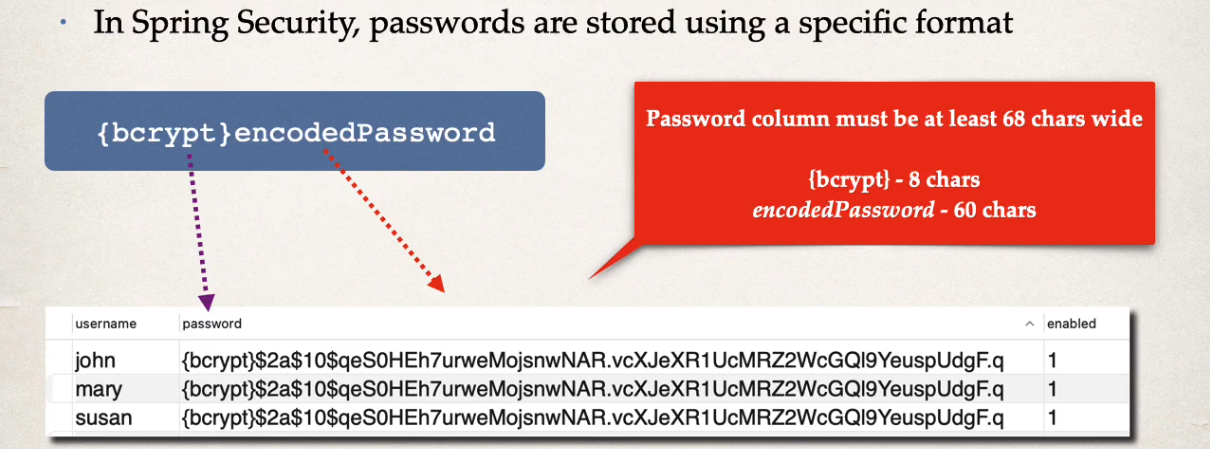 • In Spring Security, passwords are stored using a specific format
{bcrypt}encodedPassword
Password column must be at least 68 chars wide
{bcrypt} - 8 chars
encodedPassword - 60 chars
username password enabled
john {bcrypt}$2a$10$qeS0HEh7urweMojsnwNAR.vcXJeXR1UcMRZ2WcGQl9YeuspUdgF.q 1
mary {bcrypt}$2a$10$qeS0HEh7urweMojsnwNAR.vcXJeXR1UcMRZ2WcGQl9YeuspUdgF.q 1
susan {bcrypt}$2a$10$qeS0HEh7urweMojsnwNAR.vcXJeXR1UcMRZ2WcGQl9YeuspUdgF.q 1